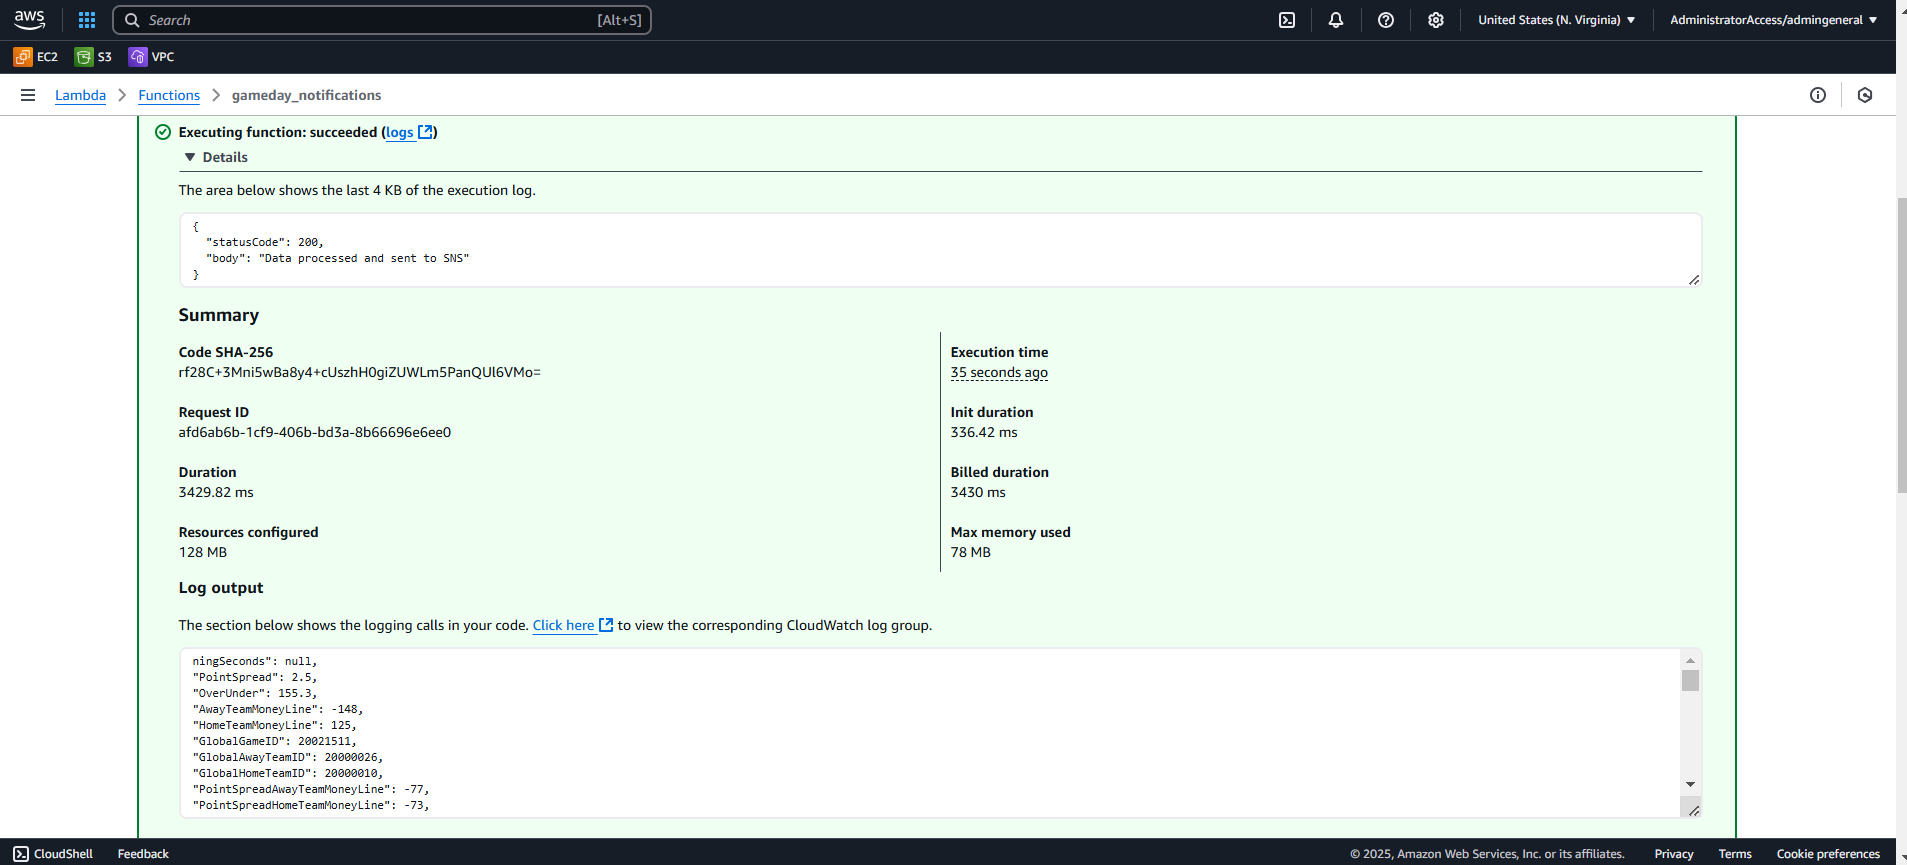 aws
Search
[Alt+S]
United States (N. Virginia)
AdministratorAccess/admingeneral
EC2 S3 VPC
Lambda Functions gameday_notifications
Executing function: succeeded (logs)
Details
The area below shows the last 4 KB of the execution log.
{
"statusCode": 200,
"body": "Data processed and sent to SNS"
}
Summary
Code SHA-256
rf28C+3Mni5wBa8y4+cUszhH0giZUWLm5PanQUl6VMo=
Execution time
35 seconds ago
Request ID
afd6ab6b-1cf9-406b-bd3a-8b66696e6ee0
Init duration
336.42 ms
Duration
3429.82 ms
Billed duration
3430 ms
Resources configured
128 MB
Max memory used
78 MB
Log output
The section below shows the logging calls in your code. Click here to view the corresponding CloudWatch log group.
ningSeconds": null,
"PointSpread": 2.5,
"OverUnder": 155.3,
"AwayTeamMoneyLine": -148,
"HomeTeamMoneyLine": 125,
"GlobalGameID": 20021511,
"GlobalAwayTeamID": 20000026,
"GlobalHomeTeamID": 20000010,
"PointSpreadAwayTeamMoneyLine": -77,
"PointSpreadHomeTeamMoneyLine": -73,
CloudShell Feedback
© 2025, Amazon Web Services, Inc. or its affiliates. Privacy Terms Cookie preferences